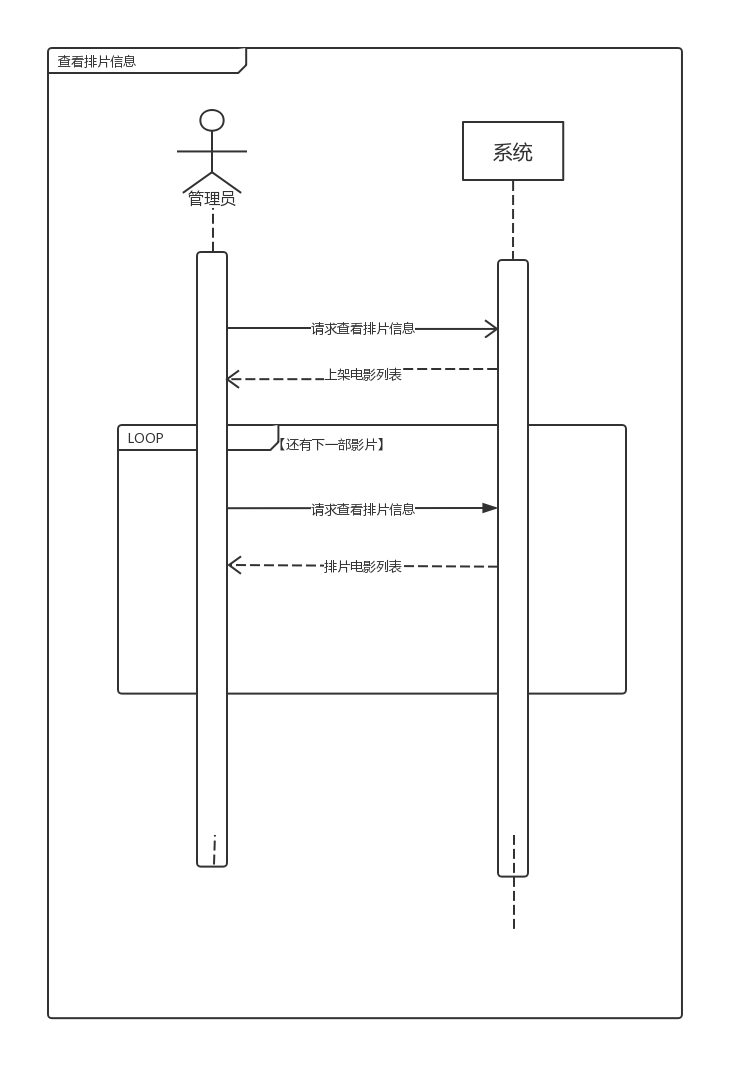 查看排片信息
系统
管理员
请求查看排片信息
上架电影列表
LOOP
【还有下一部影片】
请求查看排片信息
排片电影列表